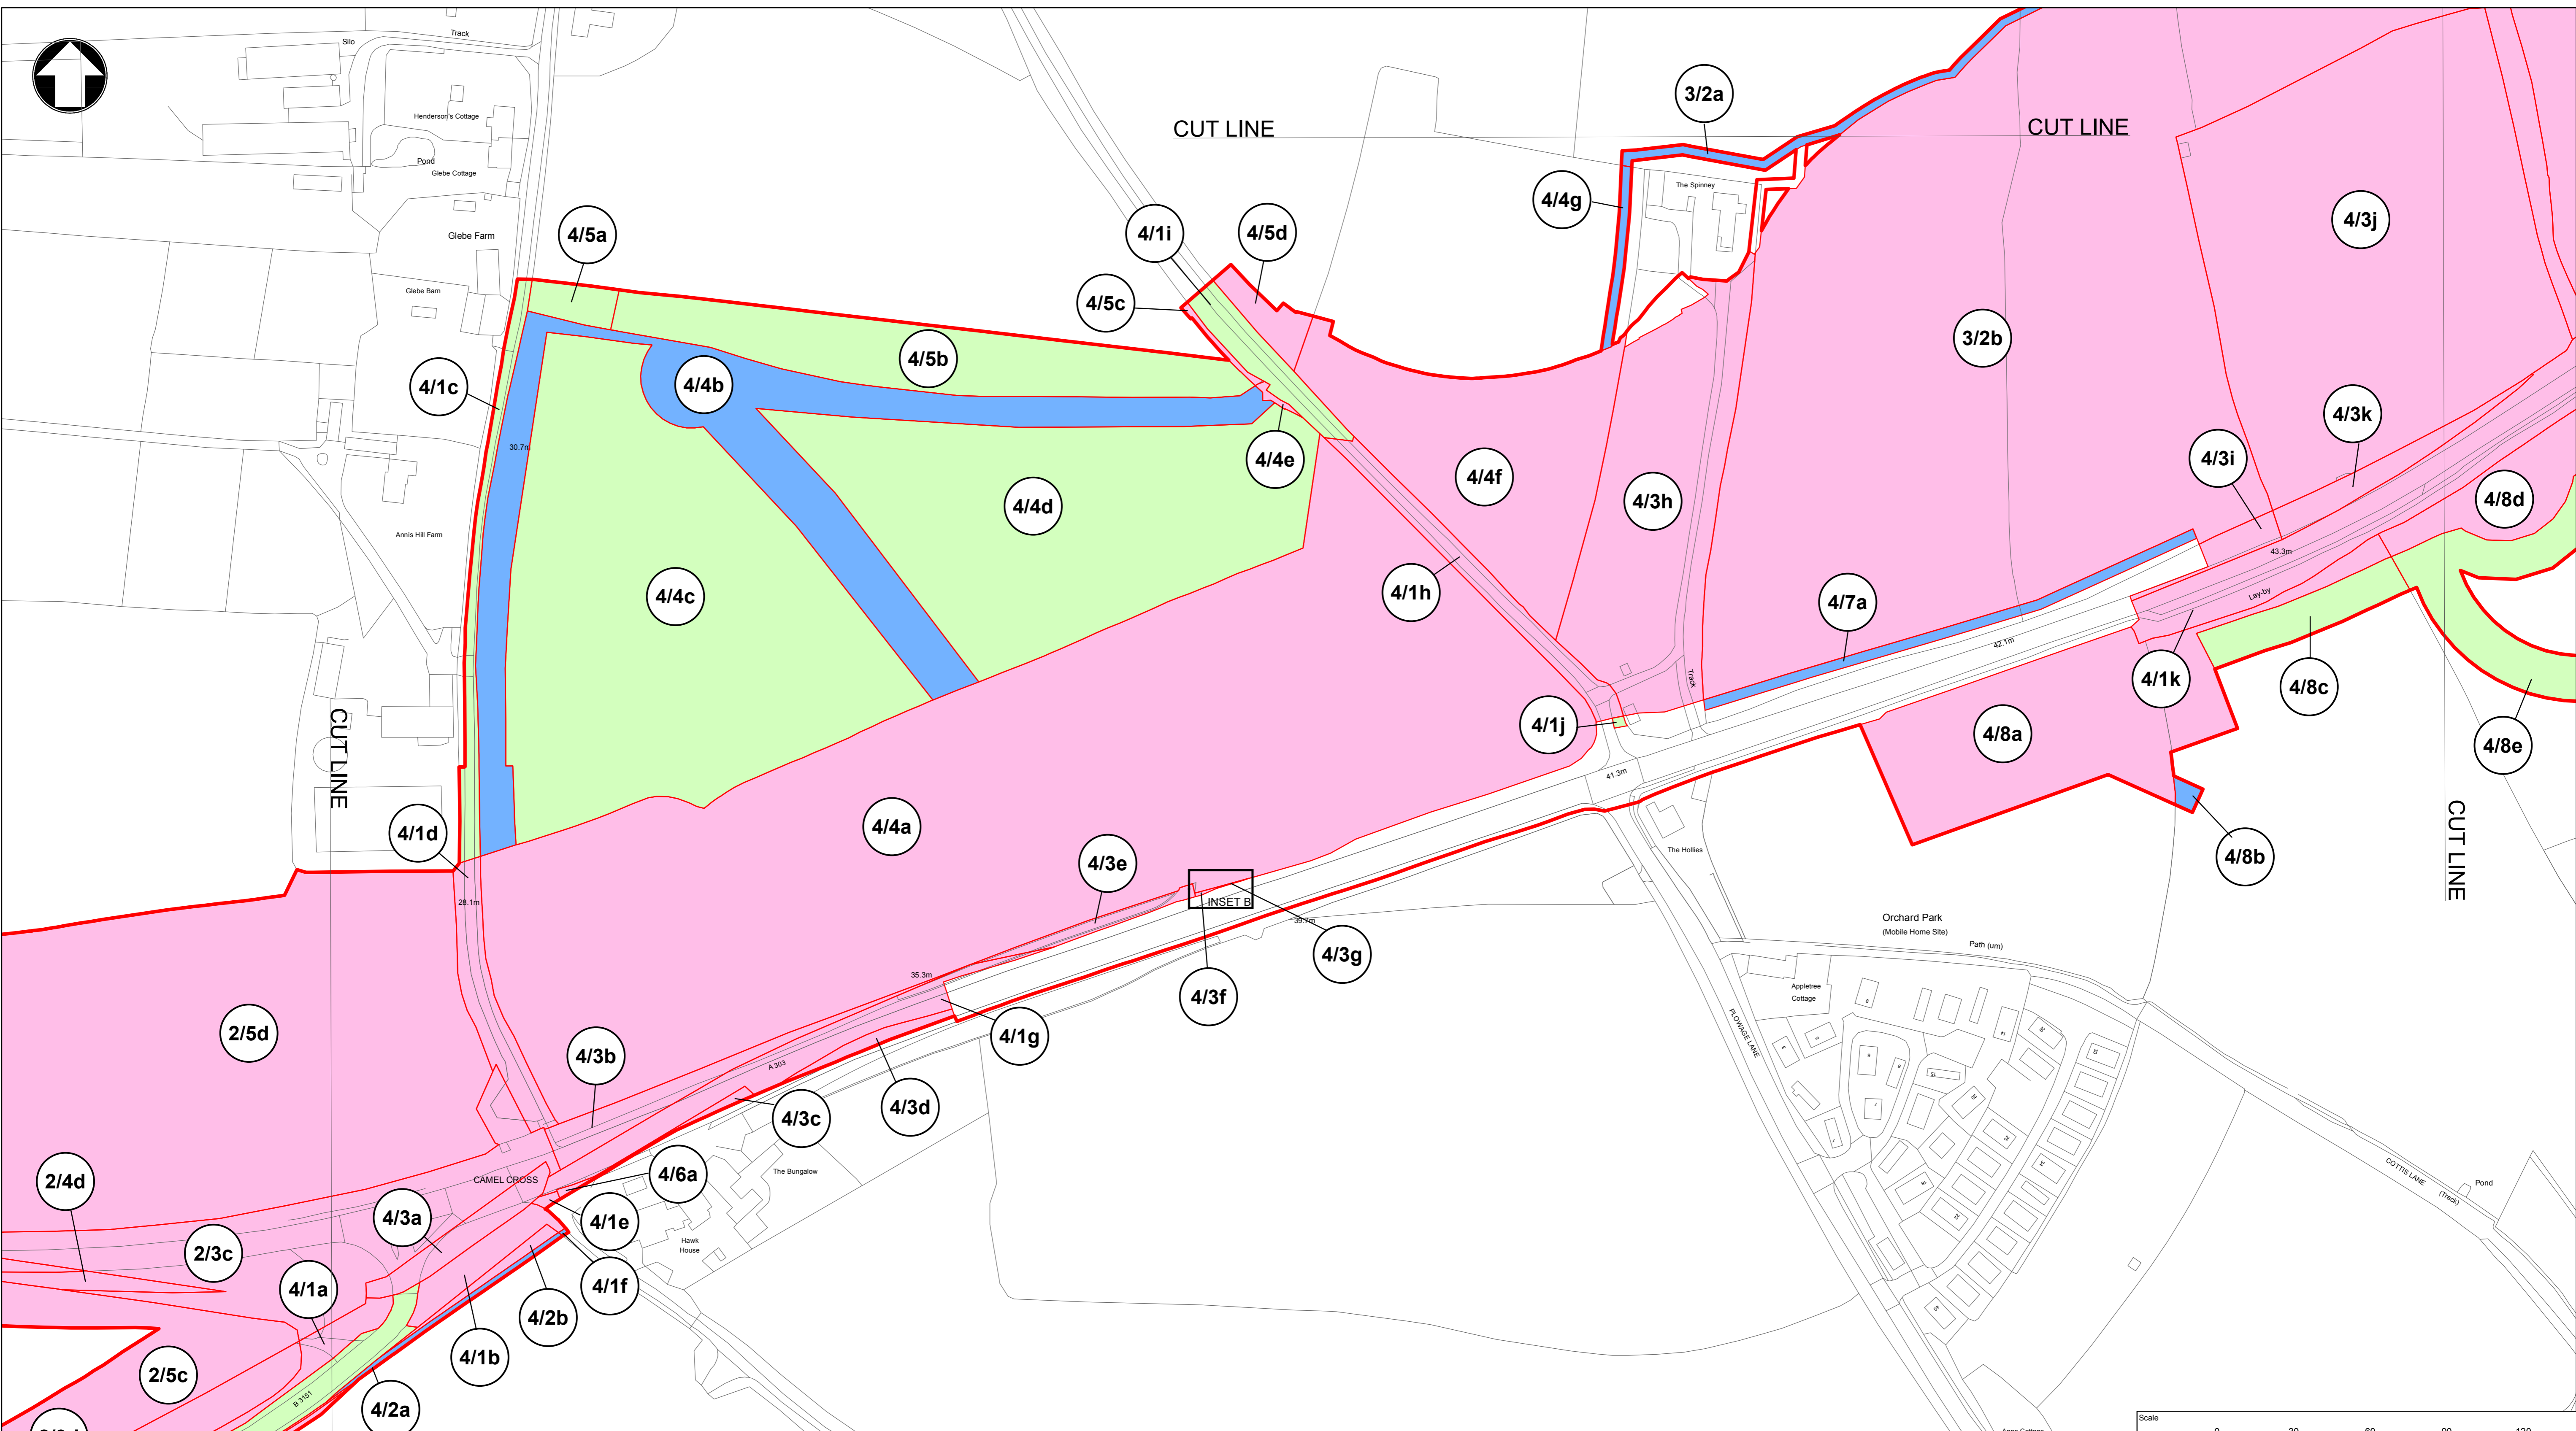 Track
Silo
Henderson's Cottage
Pond
Glebe Cottage
Glebe Farm
Glebe Barn
Annis Hill Farm
CUT LINE
CUT LINE
3/2a
4/4g
The Spinney
4/3j
4/5a
4/1i
4/5d
4/5c
4/5b
3/2b
4/1c
4/4b
4/3k
30.7m
4/4e
4/4f
4/3i
4/3h
4/8d
4/4d
43.3m
4/4c
4/1h
4/7a
Lay-by
42.1m
Track
4/1k
4/8c
CUT LINE
4/1j
4/8a
4/8e
41.3m
4/1d
4/4a
CUT LINE
The Hollies
4/8b
4/3e
28.1m
INSET B
39.7m
Orchard Park
(Mobile Home Site)
Path (um)
4/3g
35.3m
4/3f
Appletree
Cottage
2/5d
4/1g
PLOWAGE LANE
4/3b
A 303
4/3c
4/3d
2/4d
CAMEL CROSS
4/6a
The Bungalow
COTTIS LANE
(Track)
Pond
4/3a
4/1e
2/3c
Hawk
House
4/1a
4/1f
4/2b
4/1b
2/5c
B 3151
4/2a
Scale
0 30 60 90 120